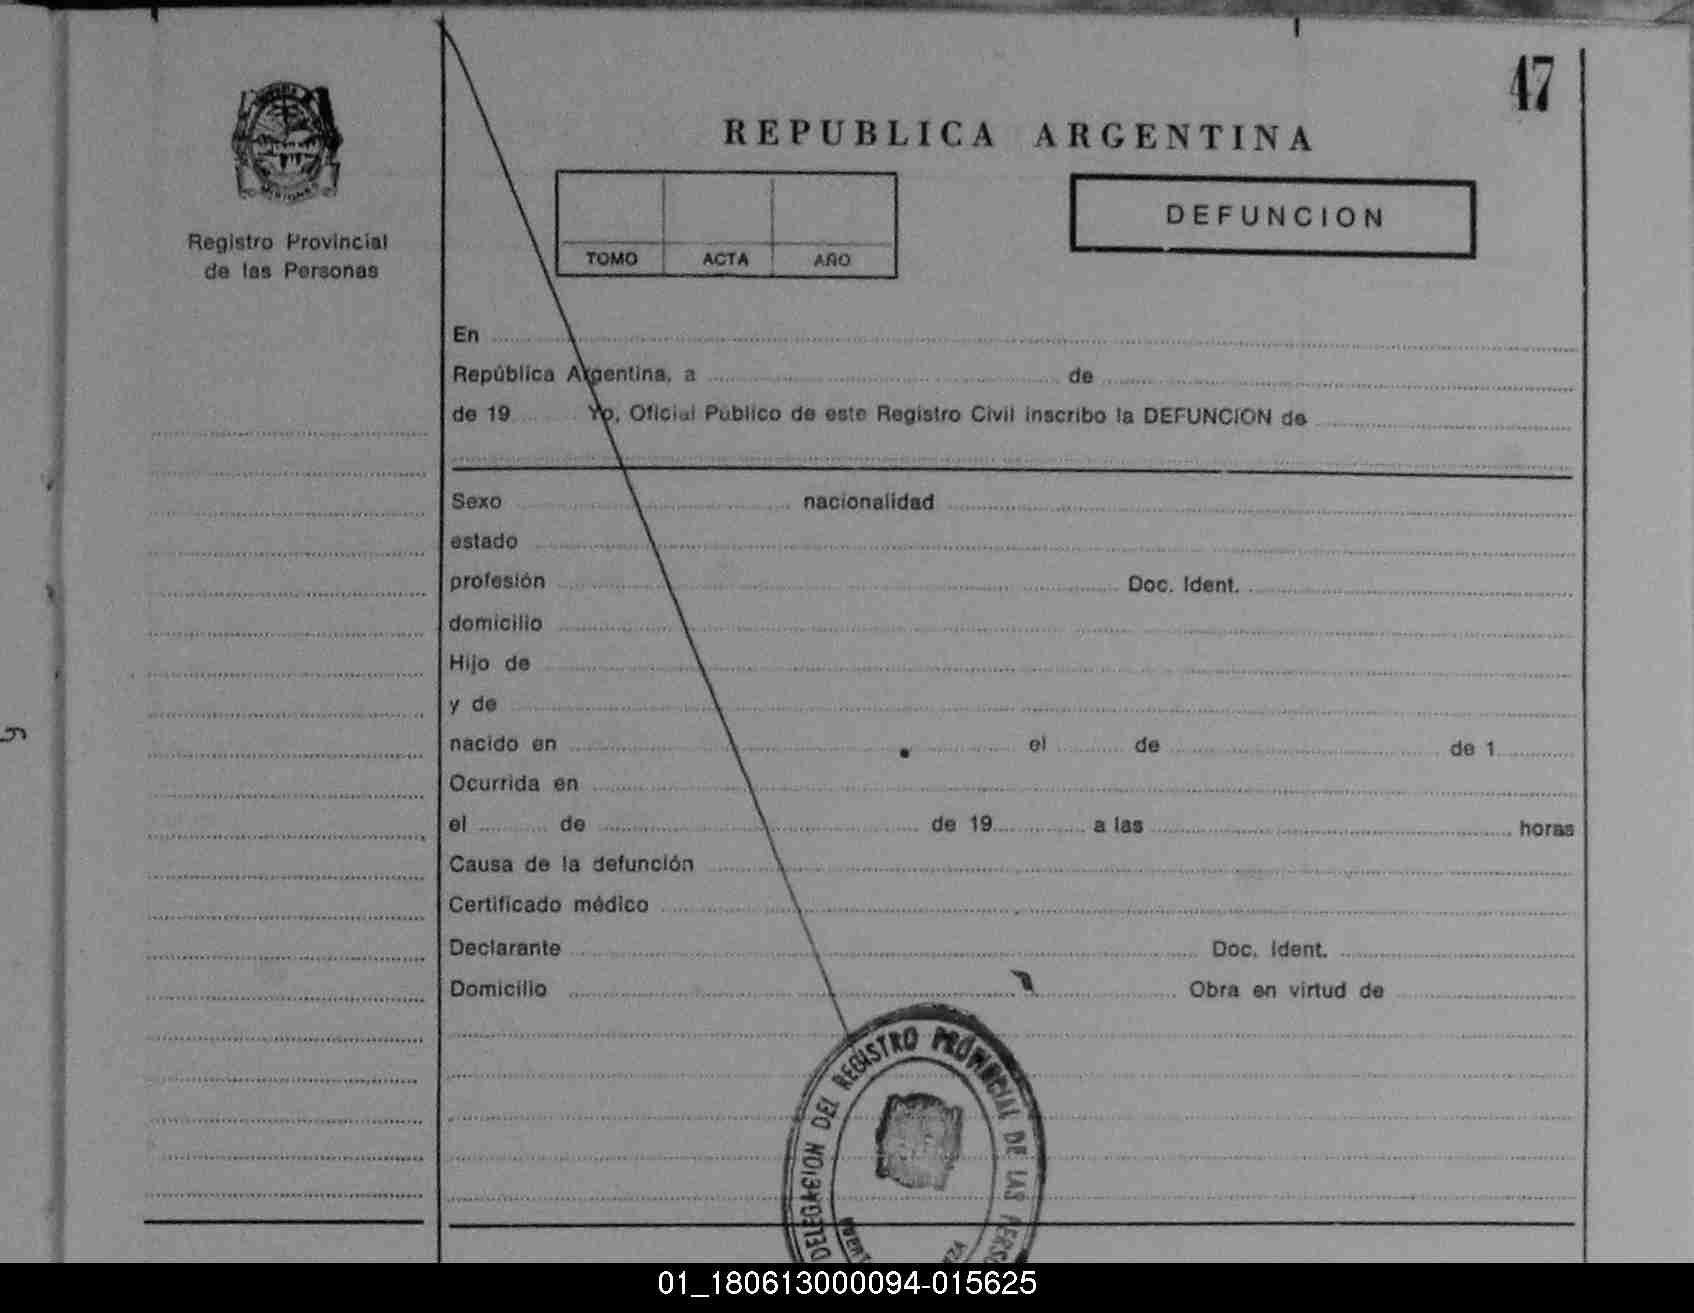 47
MISIONES
Registro Provincial
de las Personas
REPUBLICA ARGENTINA
TOMO ACTA AÑO
DEFUNCION
En
República Argentina, a de
de 19 Yo, Oficial Público de este Registro Civil inscribo la DEFUNCION de
Sexo nacionalidad
estado
profesión Doc. Ident.
domicilio
Hijo de
y de
nacido en el de de 1
Ocurrida en
el de de 19 a las horas
Causa de la defunción
Certificado médico
Declarante Doc. Ident.
Domicilio Obra en virtud de
DELEGACION DEL REGISTRO PROVINCIAL DE LAS PERSO
01_180613000094-015625